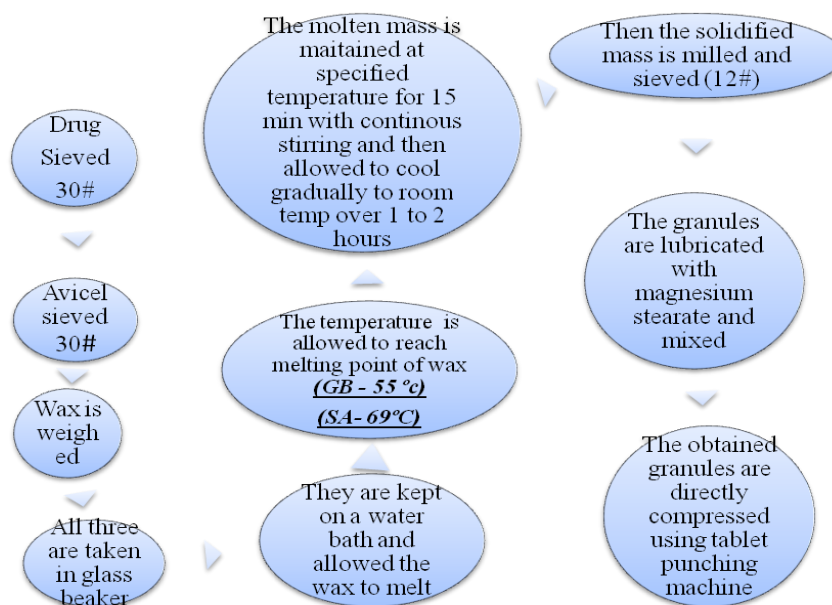 Drug
Sieved
30#
Avicel
sieved
30#
Wax is
weigh
ed
All three
are taken
in glass
beaker
They are kept
on a water
bath and
allowed the
wax to melt
The temperature is
allowed to reach
melting point of wax
(GB - 55 ºc)
(SA- 69ºC)
The molten mass is
maitained at
specified
temperature for 15
min with continous
stirring and then
allowed to cool
gradually to room
temp over 1 to 2
hours
Then the solidified
mass is milled and
sieved (12#)
The granules
are lubricated
with
magnesium
stearate and
mixed
The obtained
granules are
directly
compressed
using tablet
punching
machine